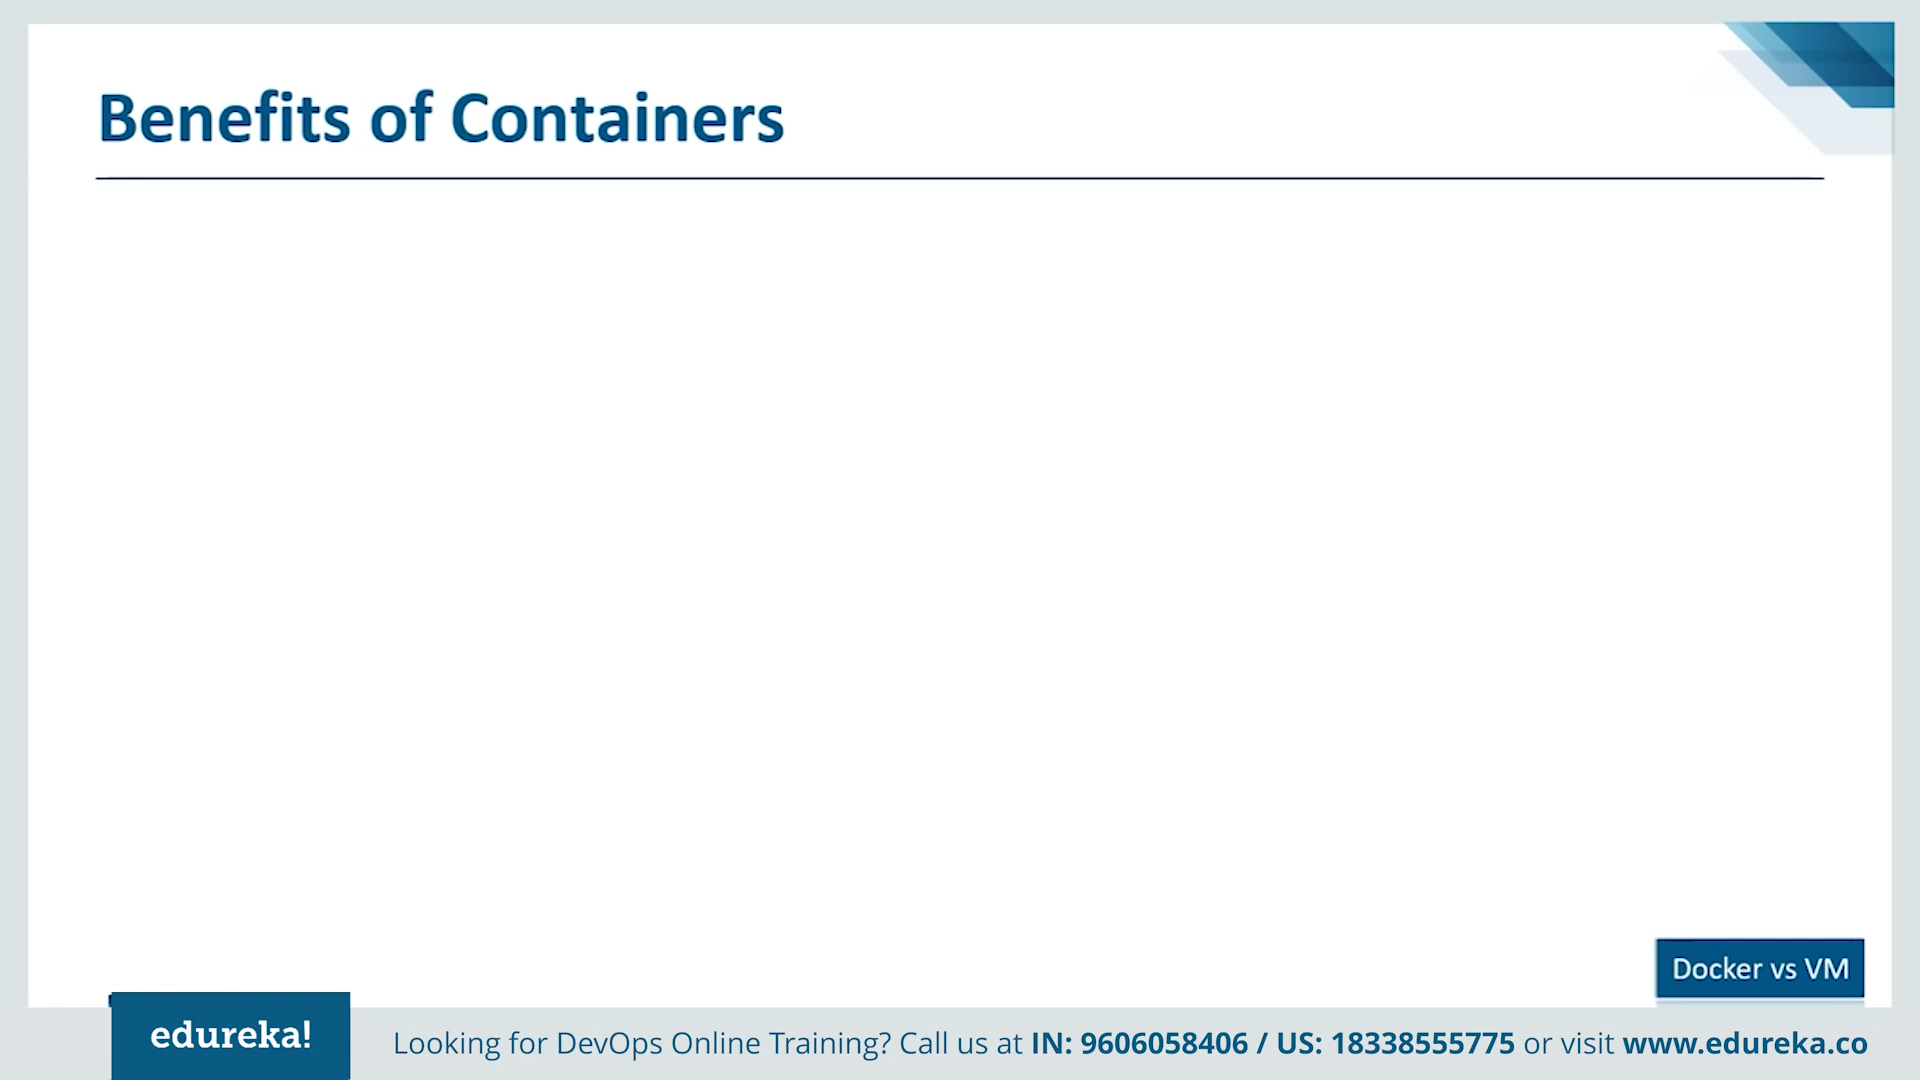 Benefits of Containers
Docker vs VM
edureka!
Looking for DevOps Online Training? Call us at IN: 9606058406 / US: 18338555775 or visit www.edureka.co